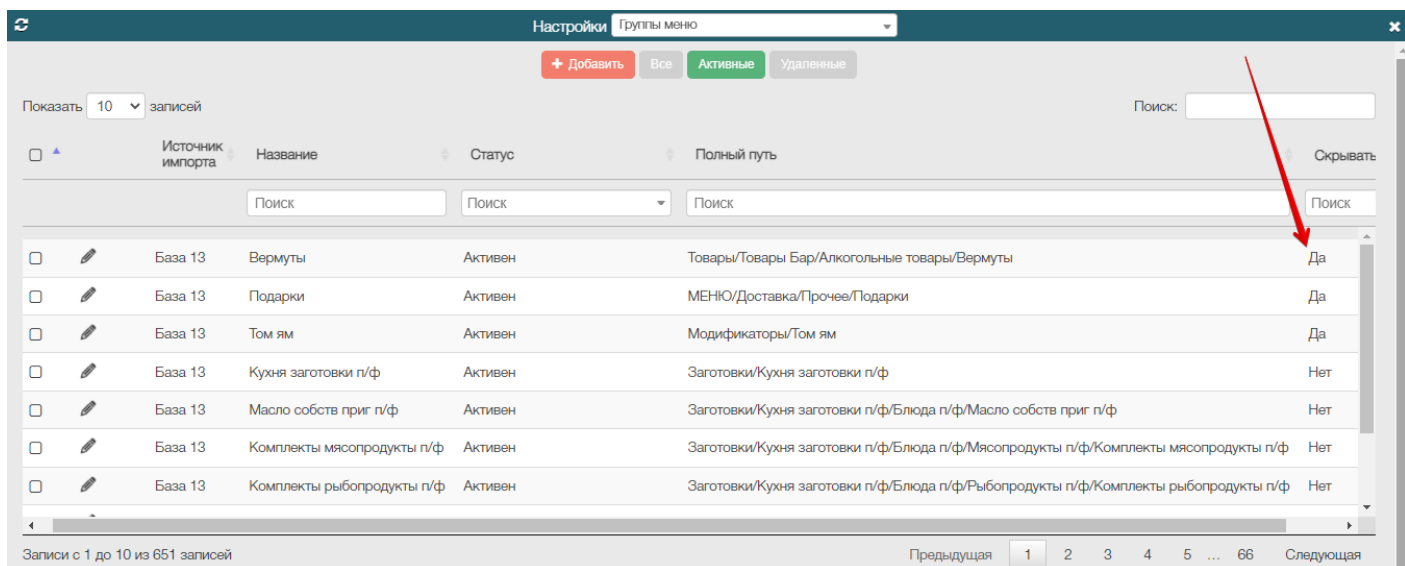 Настройки Группы меню
+ Добавить Все Активные Удаленные
Показать 10 записей Поиск:
Источник импорта Название Статус Полный путь Скрывать
Поиск Поиск Поиск Поиск
База 13 Вермуты Активен Товары/Товары Бар/Алкогольные товары/Вермуты Да
База 13 Подарки Активен МЕНЮ/Доставка/Прочее/Подарки Да
База 13 Том ям Активен Модификаторы/Том ям Да
База 13 Кухня заготовки п/ф Активен Заготовки/Кухня заготовки п/ф Нет
База 13 Масло собств приг п/ф Активен Заготовки/Кухня заготовки п/ф/Блюда п/ф/Масло собств приг п/ф Нет
База 13 Комплекты мясопродукты п/ф Активен Заготовки/Кухня заготовки п/ф/Блюда п/ф/Мясопродукты п/ф/Комплекты мясопродукты п/ф Нет
База 13 Комплекты рыбопродукты п/ф Активен Заготовки/Кухня заготовки п/ф/Блюда п/ф/Рыбопродукты п/ф/Комплекты рыбопродукты п/ф Нет
Записи с 1 до 10 из 651 записей Предыдущая 1 2 3 4 5 … 66 Следующая